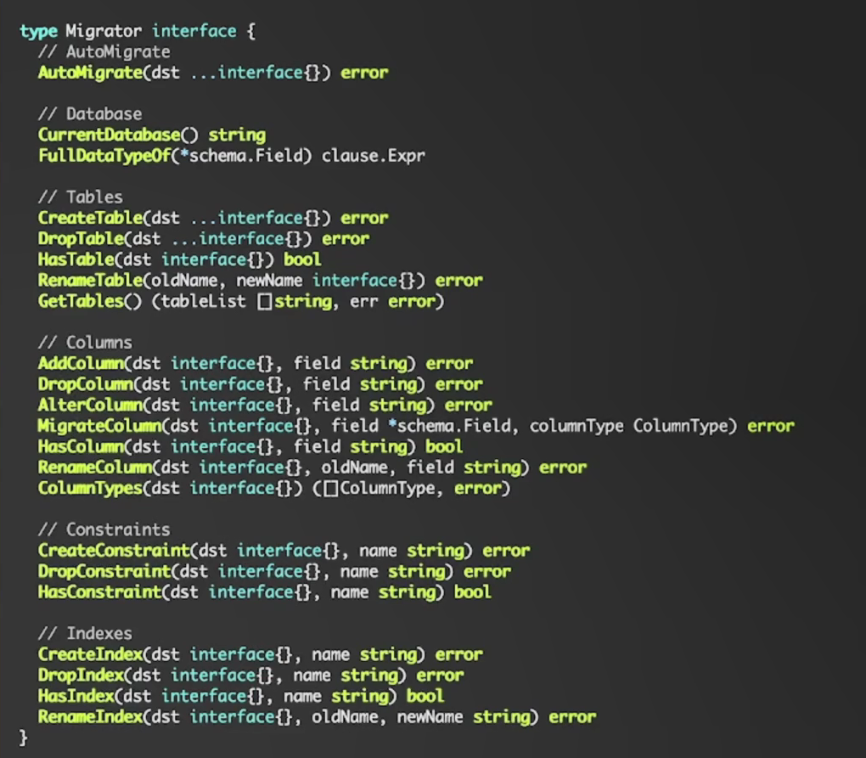 type Migrator interface {
// AutoMigrate
AutoMigrate(dst ...interface{}) error
// Database
CurrentDatabase() string
FullDataTypeOf(*schema.Field) clause.Expr
// Tables
CreateTable(dst ...interface{}) error
DropTable(dst ...interface{}) error
HasTable(dst interface{}) bool
RenameTable(oldName, newName interface{}) error
GetTables() (tableList []string, err error)
// Columns
AddColumn(dst interface{}, field string) error
DropColumn(dst interface{}, field string) error
AlterColumn(dst interface{}, field string) error
MigrateColumn(dst interface{}, field *schema.Field, columnType ColumnType) error
HasColumn(dst interface{}, field string) bool
RenameColumn(dst interface{}, oldName, field string) error
ColumnTypes(dst interface{}) ([]ColumnType, error)
// Constraints
CreateConstraint(dst interface{}, name string) error
DropConstraint(dst interface{}, name string) error
HasConstraint(dst interface{}, name string) bool
// Indexes
CreateIndex(dst interface{}, name string) error
DropIndex(dst interface{}, name string) error
HasIndex(dst interface{}, name string) bool
RenameIndex(dst interface{}, oldName, newName string) error
}